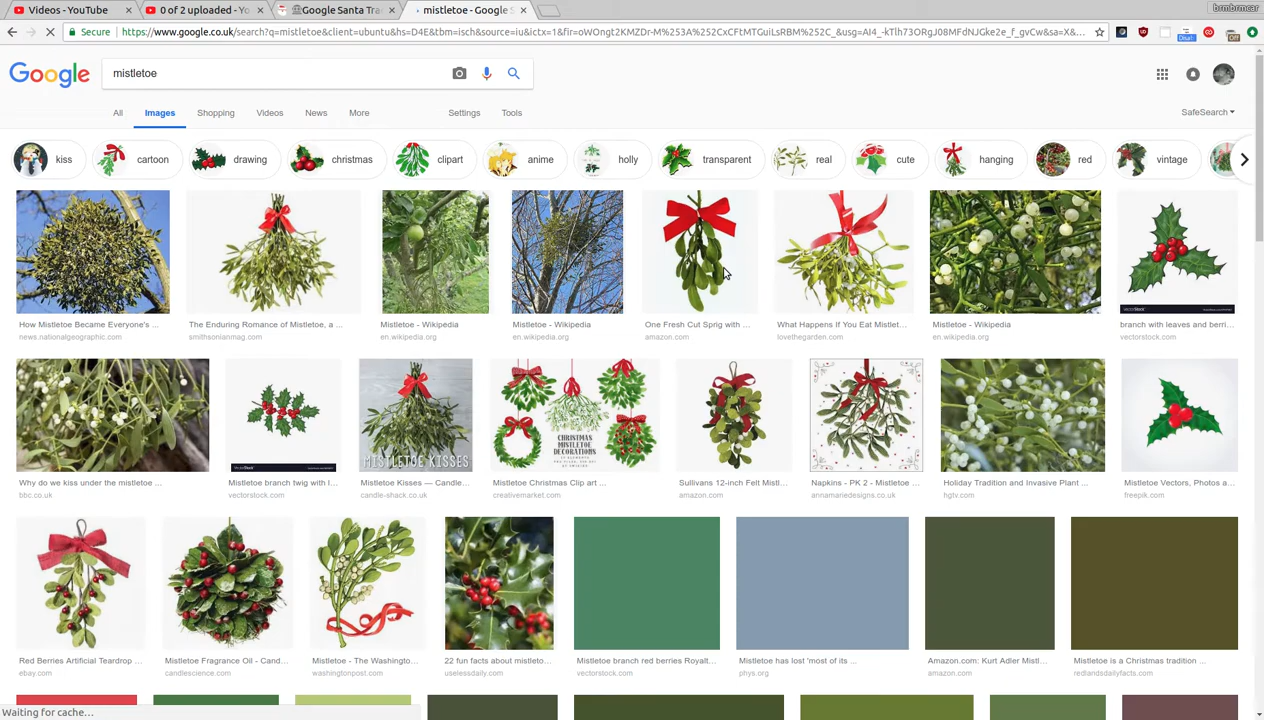 Videos - YouTube
0 of 2 uploaded - Yo
Google Santa Tra
mistletoe - Google S
brmbrmcar
Secure
https://www.google.co.uk/search?q=mistletoe&client=ubuntu&hs=D4E&tbm=isch&source=iu&ictx=1&fir=
Google
mistletoe
All
Images
Shopping
Videos
News
More
Settings
Tools
SafeSearch
kiss
cartoon
drawing
christmas
clipart
anime
holly
transparent
real
cute
hanging
red
vintage
How Mistletoe Became Everyone's ...
The Enduring Romance of Mistletoe, a ...
Mistletoe - Wikipedia
Mistletoe - Wikipedia
One Fresh Cut Sprig with ...
What Happens If You Eat Mistlet...
Mistletoe - Wikipedia
branch with leaves and berri...
news.nationalgeographic.com
smithsonianmag.com
en.wikipedia.org
en.wikipedia.org
amazon.com
lovethegarden.com
en.wikipedia.org
vectorstock.com
MISTLETOE KISSES
CHRISTMAS
MISTLETOE
DECORATIONS
Why do we kiss under the mistletoe ...
Mistletoe branch twig with l...
Mistletoe Kisses — Candle...
Mistletoe Christmas Clip art ...
Sullivans 12-inch Felt Mistl...
Napkins - PK 2 - Mistletoe ...
Holiday Tradition and Invasive Plant ...
Mistletoe Vectors, Photos a...
bbc.co.uk
vectorstock.com
candle-shack.co.uk
creativemarket.com
amazon.com
annamariedesigns.co.uk
hgtv.com
freepik.com
Red Berries Artificial Teardrop ...
Mistletoe Fragrance Oil - Cand...
Mistletoe - The Washingto...
22 fun facts about mistleto...
Mistletoe branch red berries Royalt...
Mistletoe has lost 'most of its ...
Amazon.com: Kurt Adler Mistl...
Mistletoe is a Christmas tradition ...
ebay.com
candlescience.com
washingtonpost.com
uselessdaily.com
vectorstock.com
phys.org
amazon.com
redlandsdailyfacts.com
Waiting for cache...